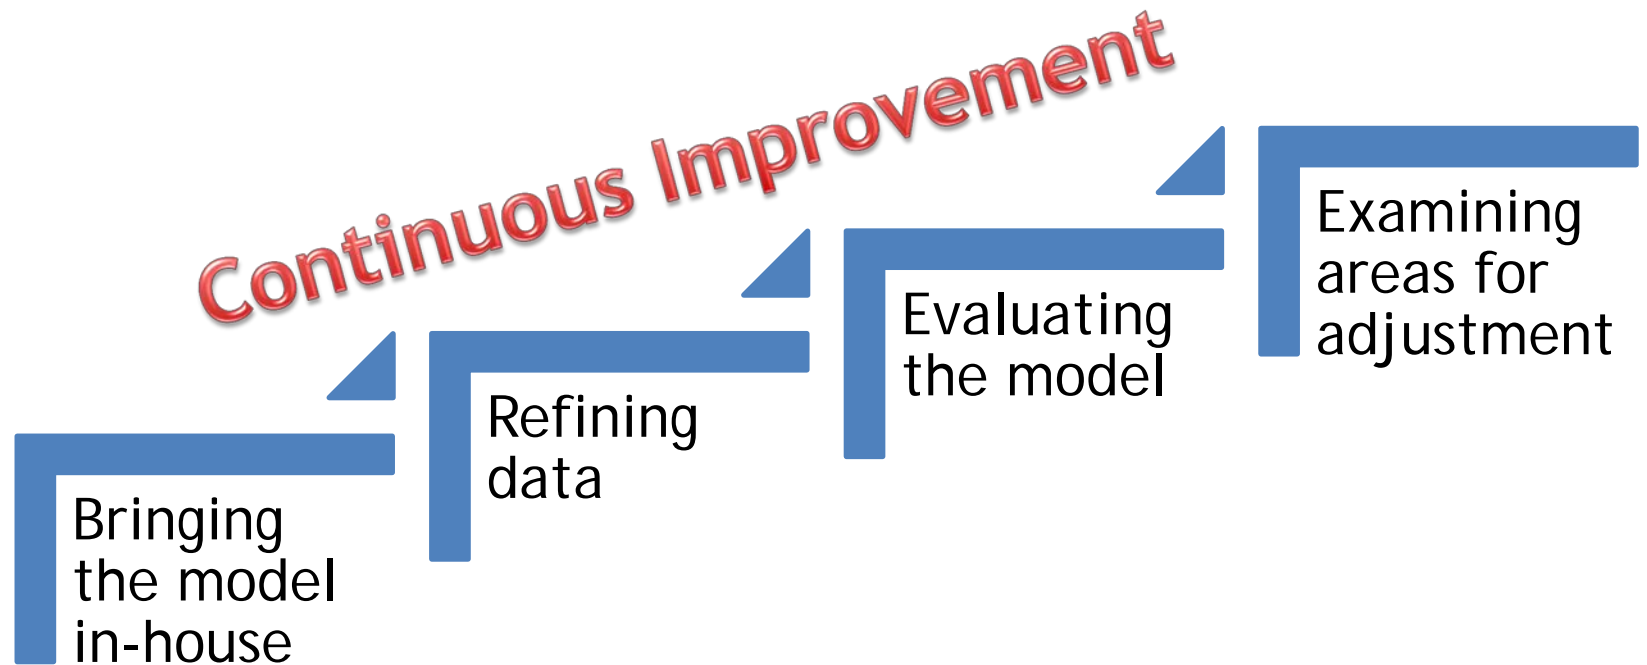 Continuous Improvement
Bringing
the model
in-house
Refining
data
Evaluating
the model
Examining
areas for
adjustment